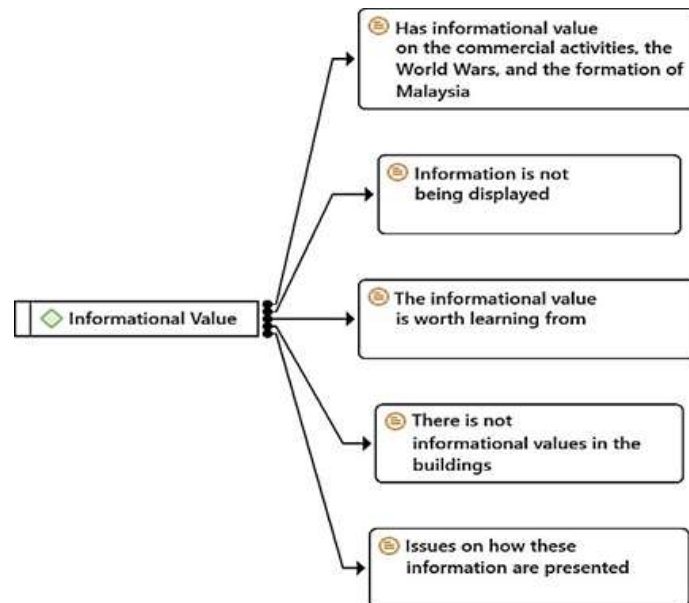 Has informational value
on the commercial activities, the
World Wars, and the formation of
Malaysia
Information is not
being displayed
Informational Value
The informational value
is worth learning from
There is not
informational values in the
buildings
Issues on how these
information are presented